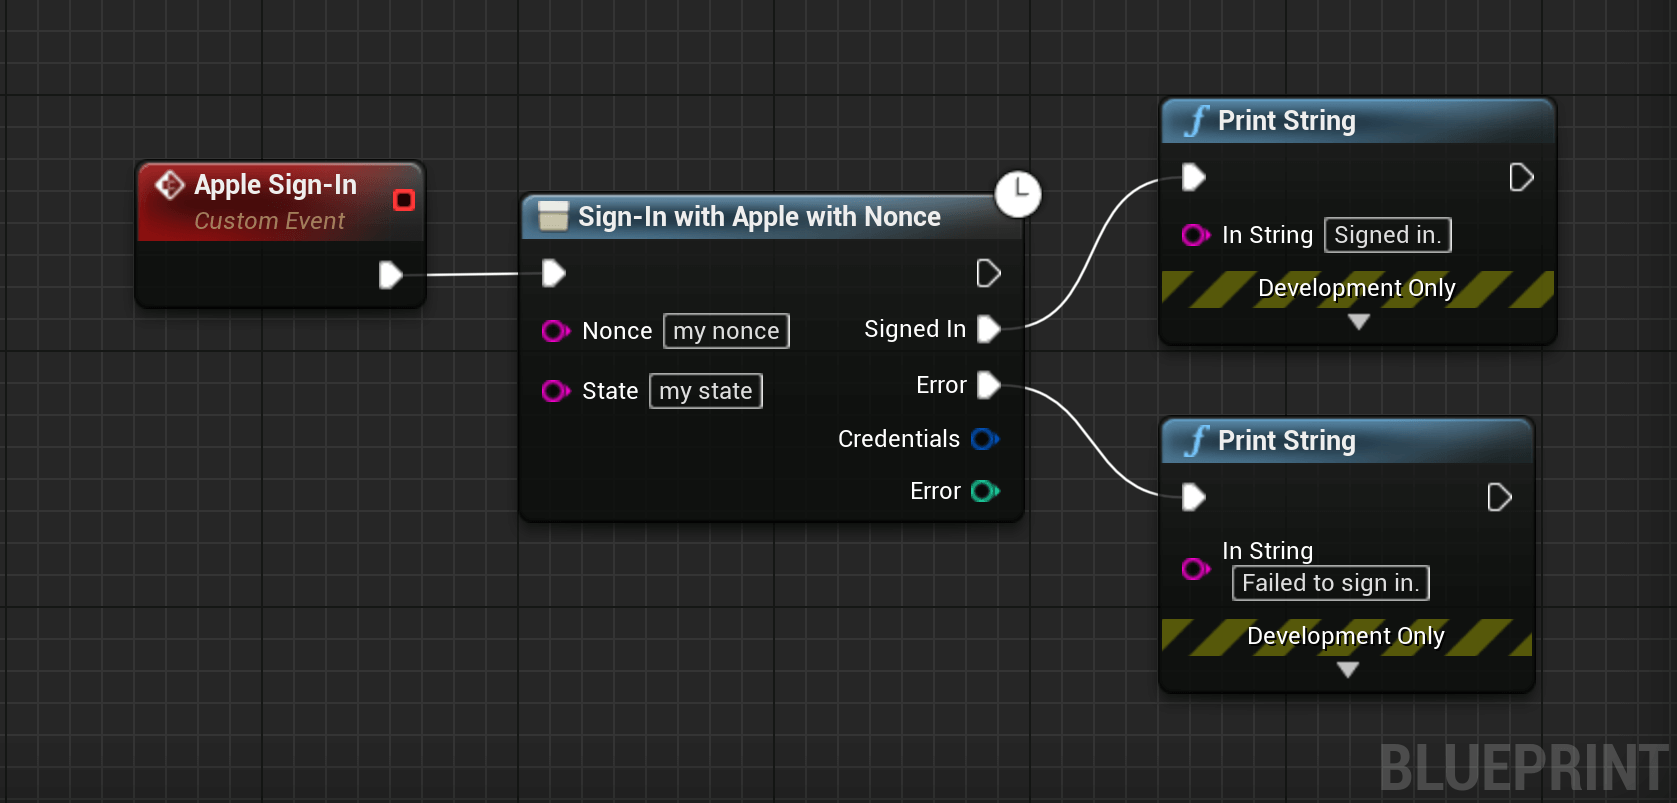 Apple Sign-In
Custom Event
Sign-In with Apple with Nonce
Nonce my nonce
Signed In
State my state
Error
Credentials
Error
Print String
In String Signed in.
Development Only
Print String
In String
Failed to sign in.
Development Only
BLUEPRINT